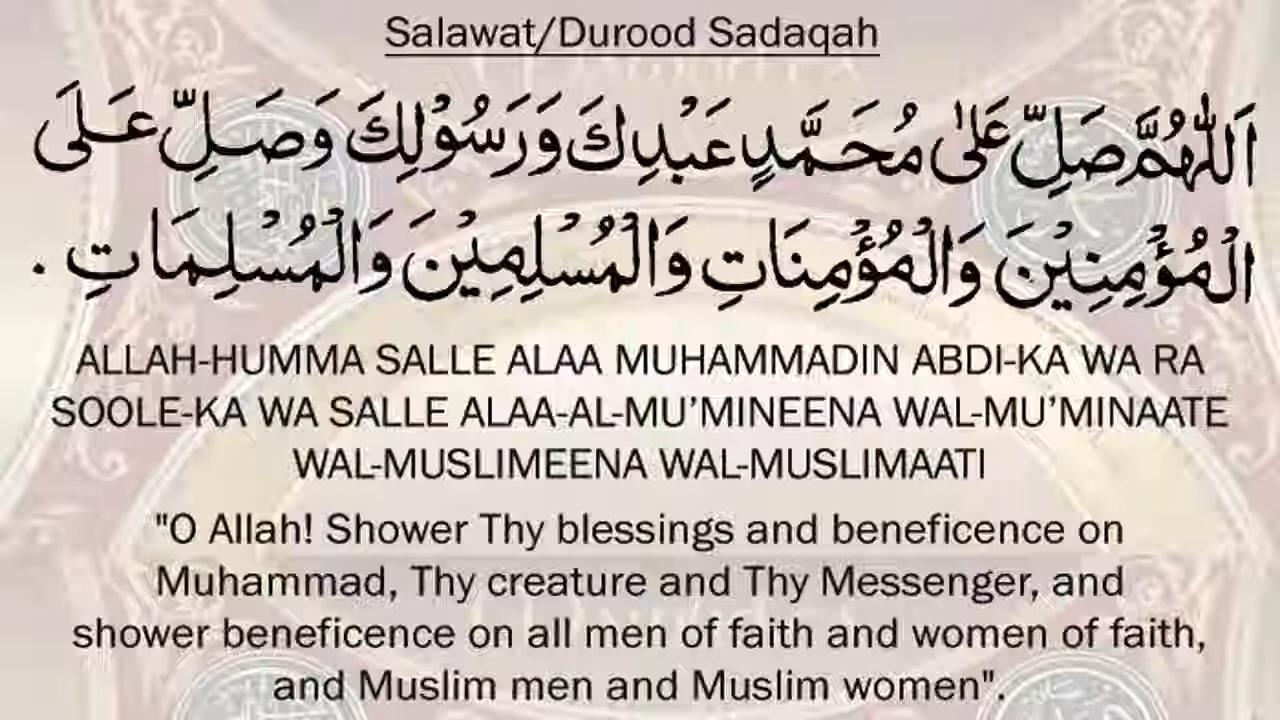 Salawat/Durood Sadaqah
اَللّٰهُمَّ صَلِّ عَلٰى مُحَمَّدٍ عَبْدِكَ وَرَسُوْلِكَ وَصَلِّ عَلَى
الْمُؤْمِنِيْنَ وَالْمُؤْمِنَاتِ وَالْمُسْلِمِيْنَ وَالْمُسْلِمَاتِ .
ALLAH-HUMMA SALLE ALAA MUHAMMADIN ABDI-KA WA RA
SOOLE-KA WA SALLE ALAA-AL-MU’MINEENA WAL-MU’MINAATE
WAL-MUSLIMEENA WAL-MUSLIMAATI
"O Allah! Shower Thy blessings and beneficence on
Muhammad, Thy creature and Thy Messenger, and
shower beneficence on all men of faith and women of faith,
and Muslim men and Muslim women".